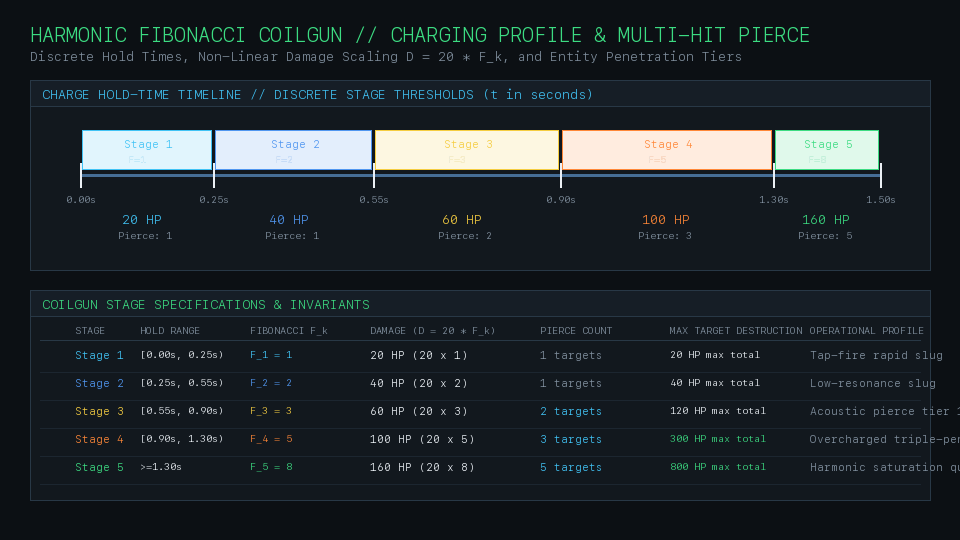 HARMONIC FIBONACCI COILGUN // CHARGING PROFILE & MULTI-HIT PIERCE
Discrete Hold Times, Non-Linear Damage Scaling D = 20 * F_k, and Entity Penetration Tiers
CHARGE HOLD-TIME TIMELINE // DISCRETE STAGE THRESHOLDS (t in seconds)
Stage 1 Stage 2 Stage 3 Stage 4 Stage 5
F=1 F=2 F=3 F=5 F=8
0.00s 0.25s 0.55s 0.90s 1.30s 1.50s
20 HP 40 HP 60 HP 100 HP 160 HP
Pierce: 1 Pierce: 1 Pierce: 2 Pierce: 3 Pierce: 5
COILGUN STAGE SPECIFICATIONS & INVARIANTS
STAGE HOLD RANGE FIBONACCI F_k DAMAGE (D = 20 * F_k) PIERCE COUNT MAX TARGET DESTRUCTION OPERATIONAL PROFILE
Stage 1 [0.00s, 0.25s) F_1 = 1 20 HP (20 x 1) 1 targets 20 HP max total Tap-fire rapid slug
Stage 2 [0.25s, 0.55s) F_2 = 2 40 HP (20 x 2) 1 targets 40 HP max total Low-resonance slug
Stage 3 [0.55s, 0.90s) F_3 = 3 60 HP (20 x 3) 2 targets 120 HP max total Acoustic pierce tier
Stage 4 [0.90s, 1.30s) F_4 = 5 100 HP (20 x 5) 3 targets 300 HP max total Overcharged
Stage 5 >=1.30s F_5 = 8 160 HP (20 x 8) 5 targets 800 HP max total Harmonic saturation